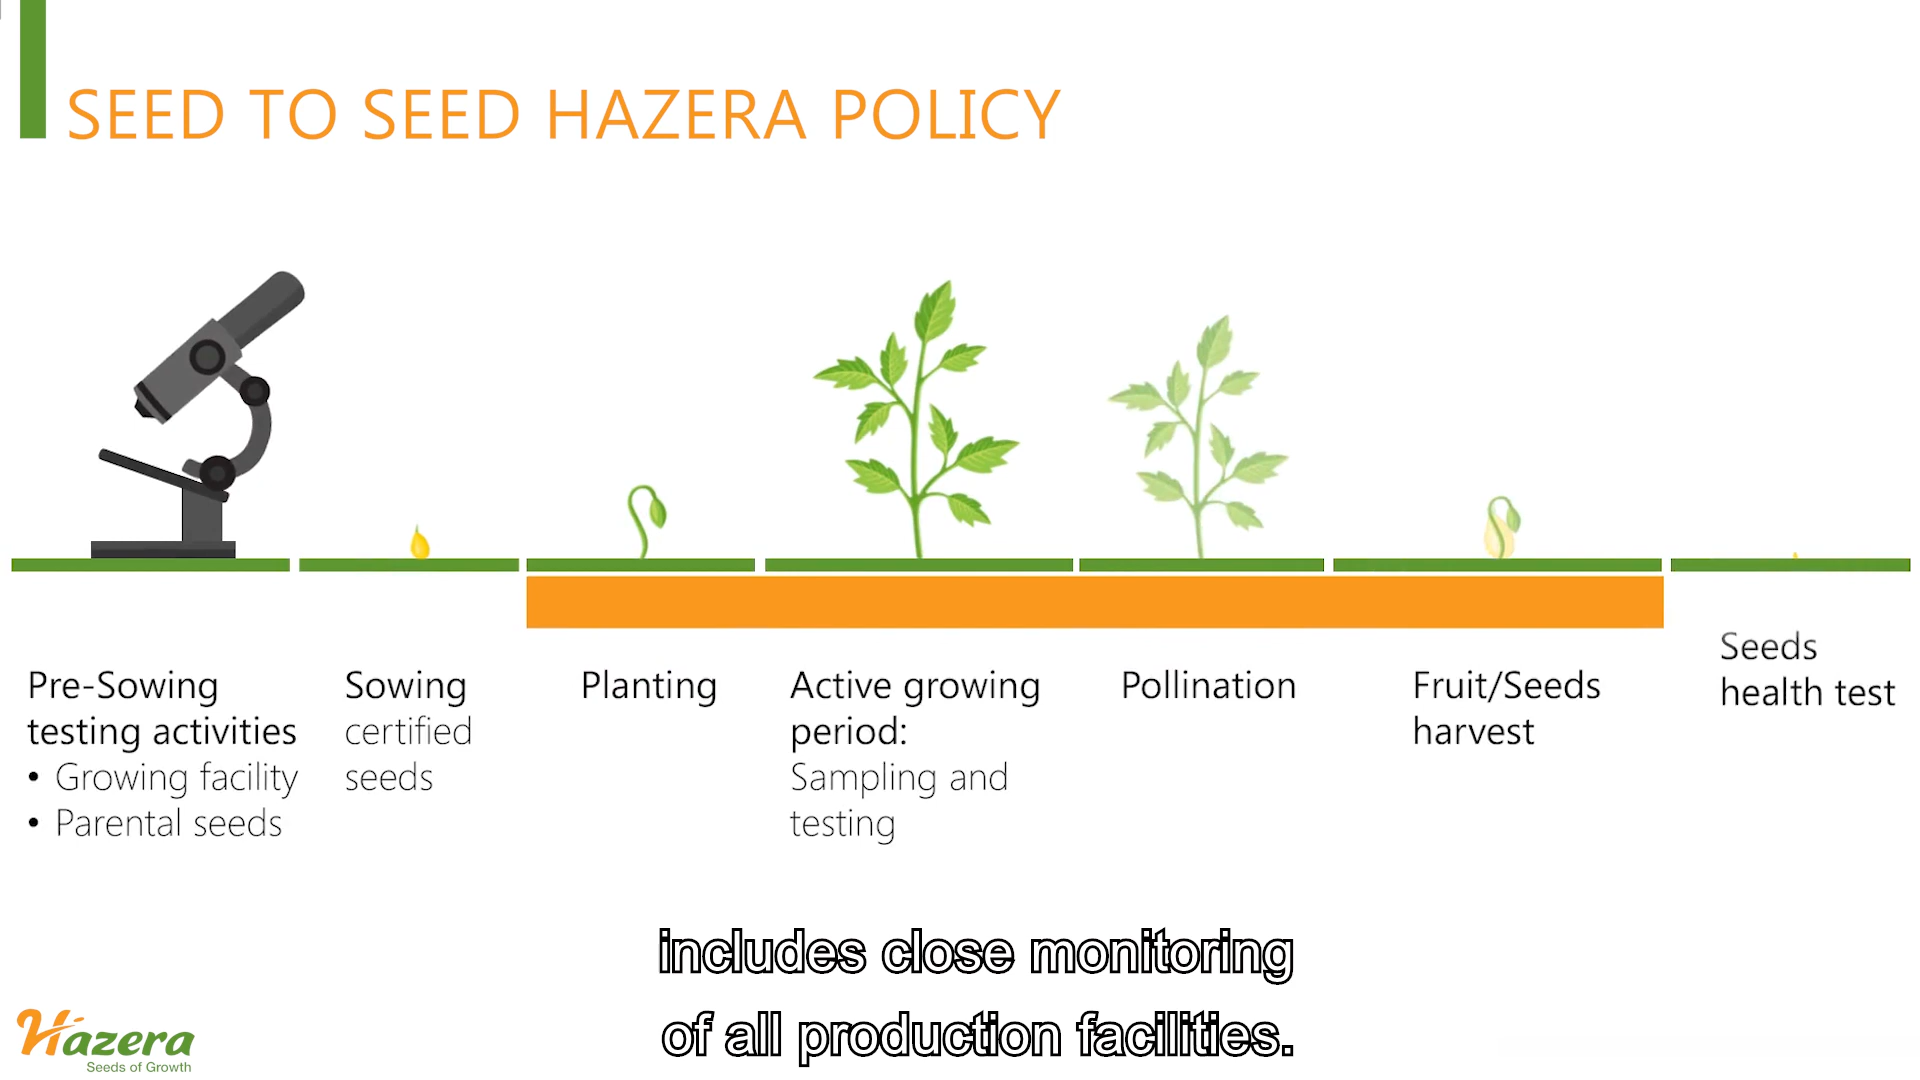 SEED TO SEED HAZERA POLICY
Pre-Sowing
testing activities
• Growing facility
• Parental seeds
Sowing
certified
seeds
Planting
Active growing
period:
Sampling and
testing
Pollination
Fruit/Seeds
harvest
Seeds
health test
includes close monitoring
of all production facilities.
Hazera
Seeds of Growth